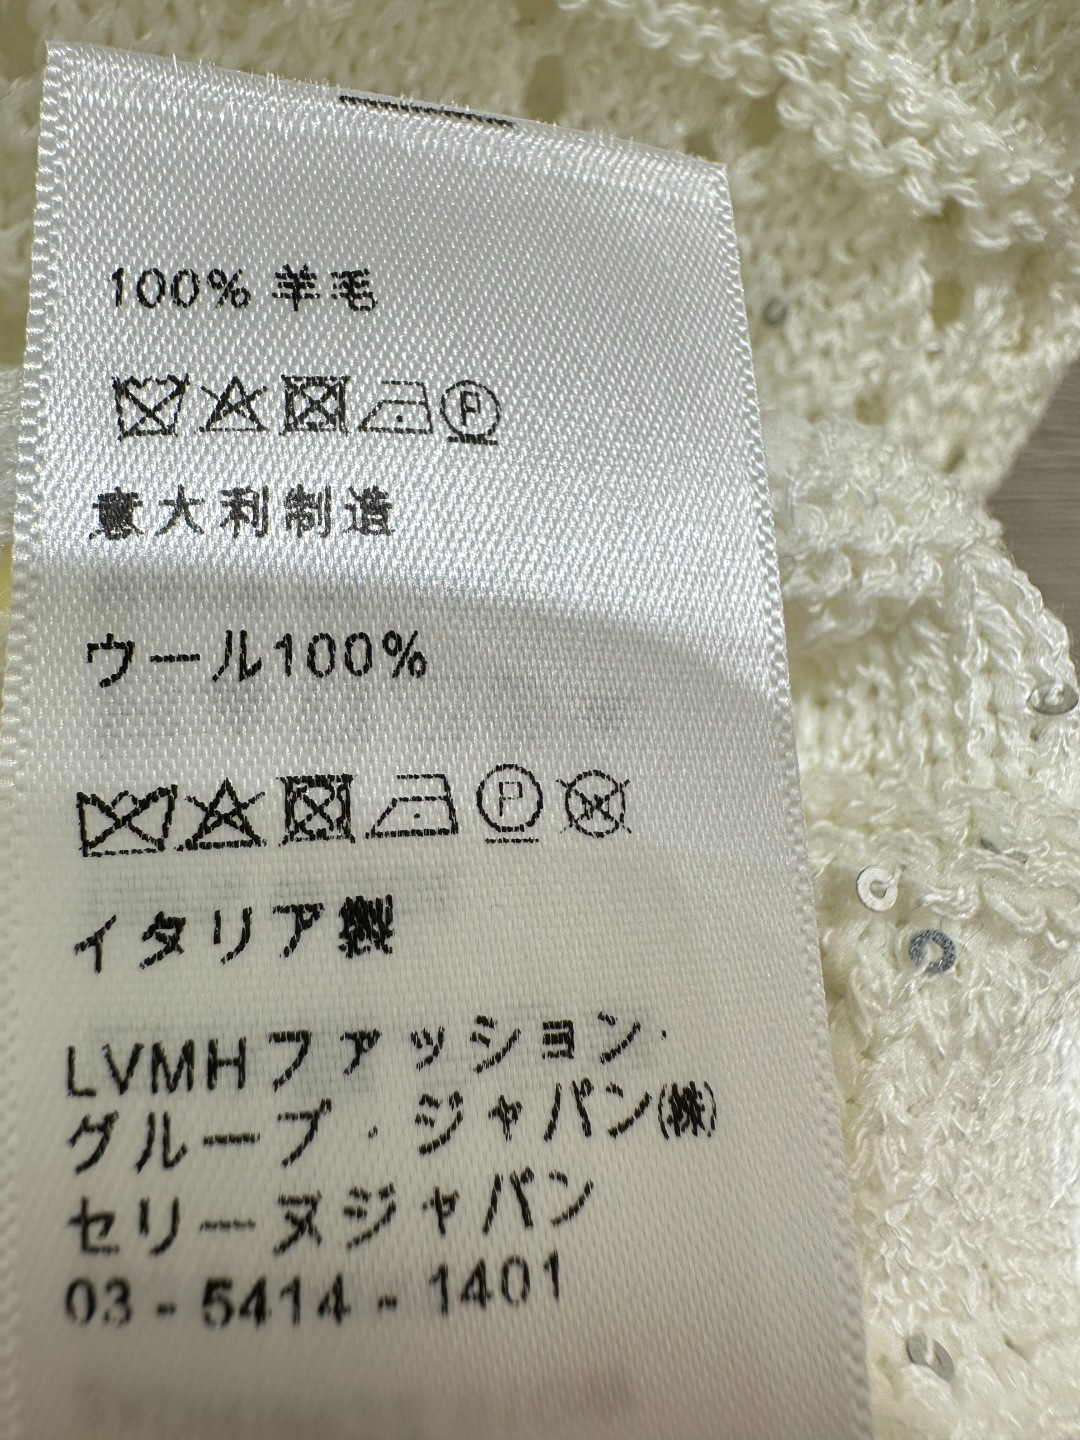 100% 羊毛
P
意大利制造
ウール100%
P W
イタリア製
LVMHファッション・
グループ・ジャパン(株)
セリーヌジャパン
03-5414-1401